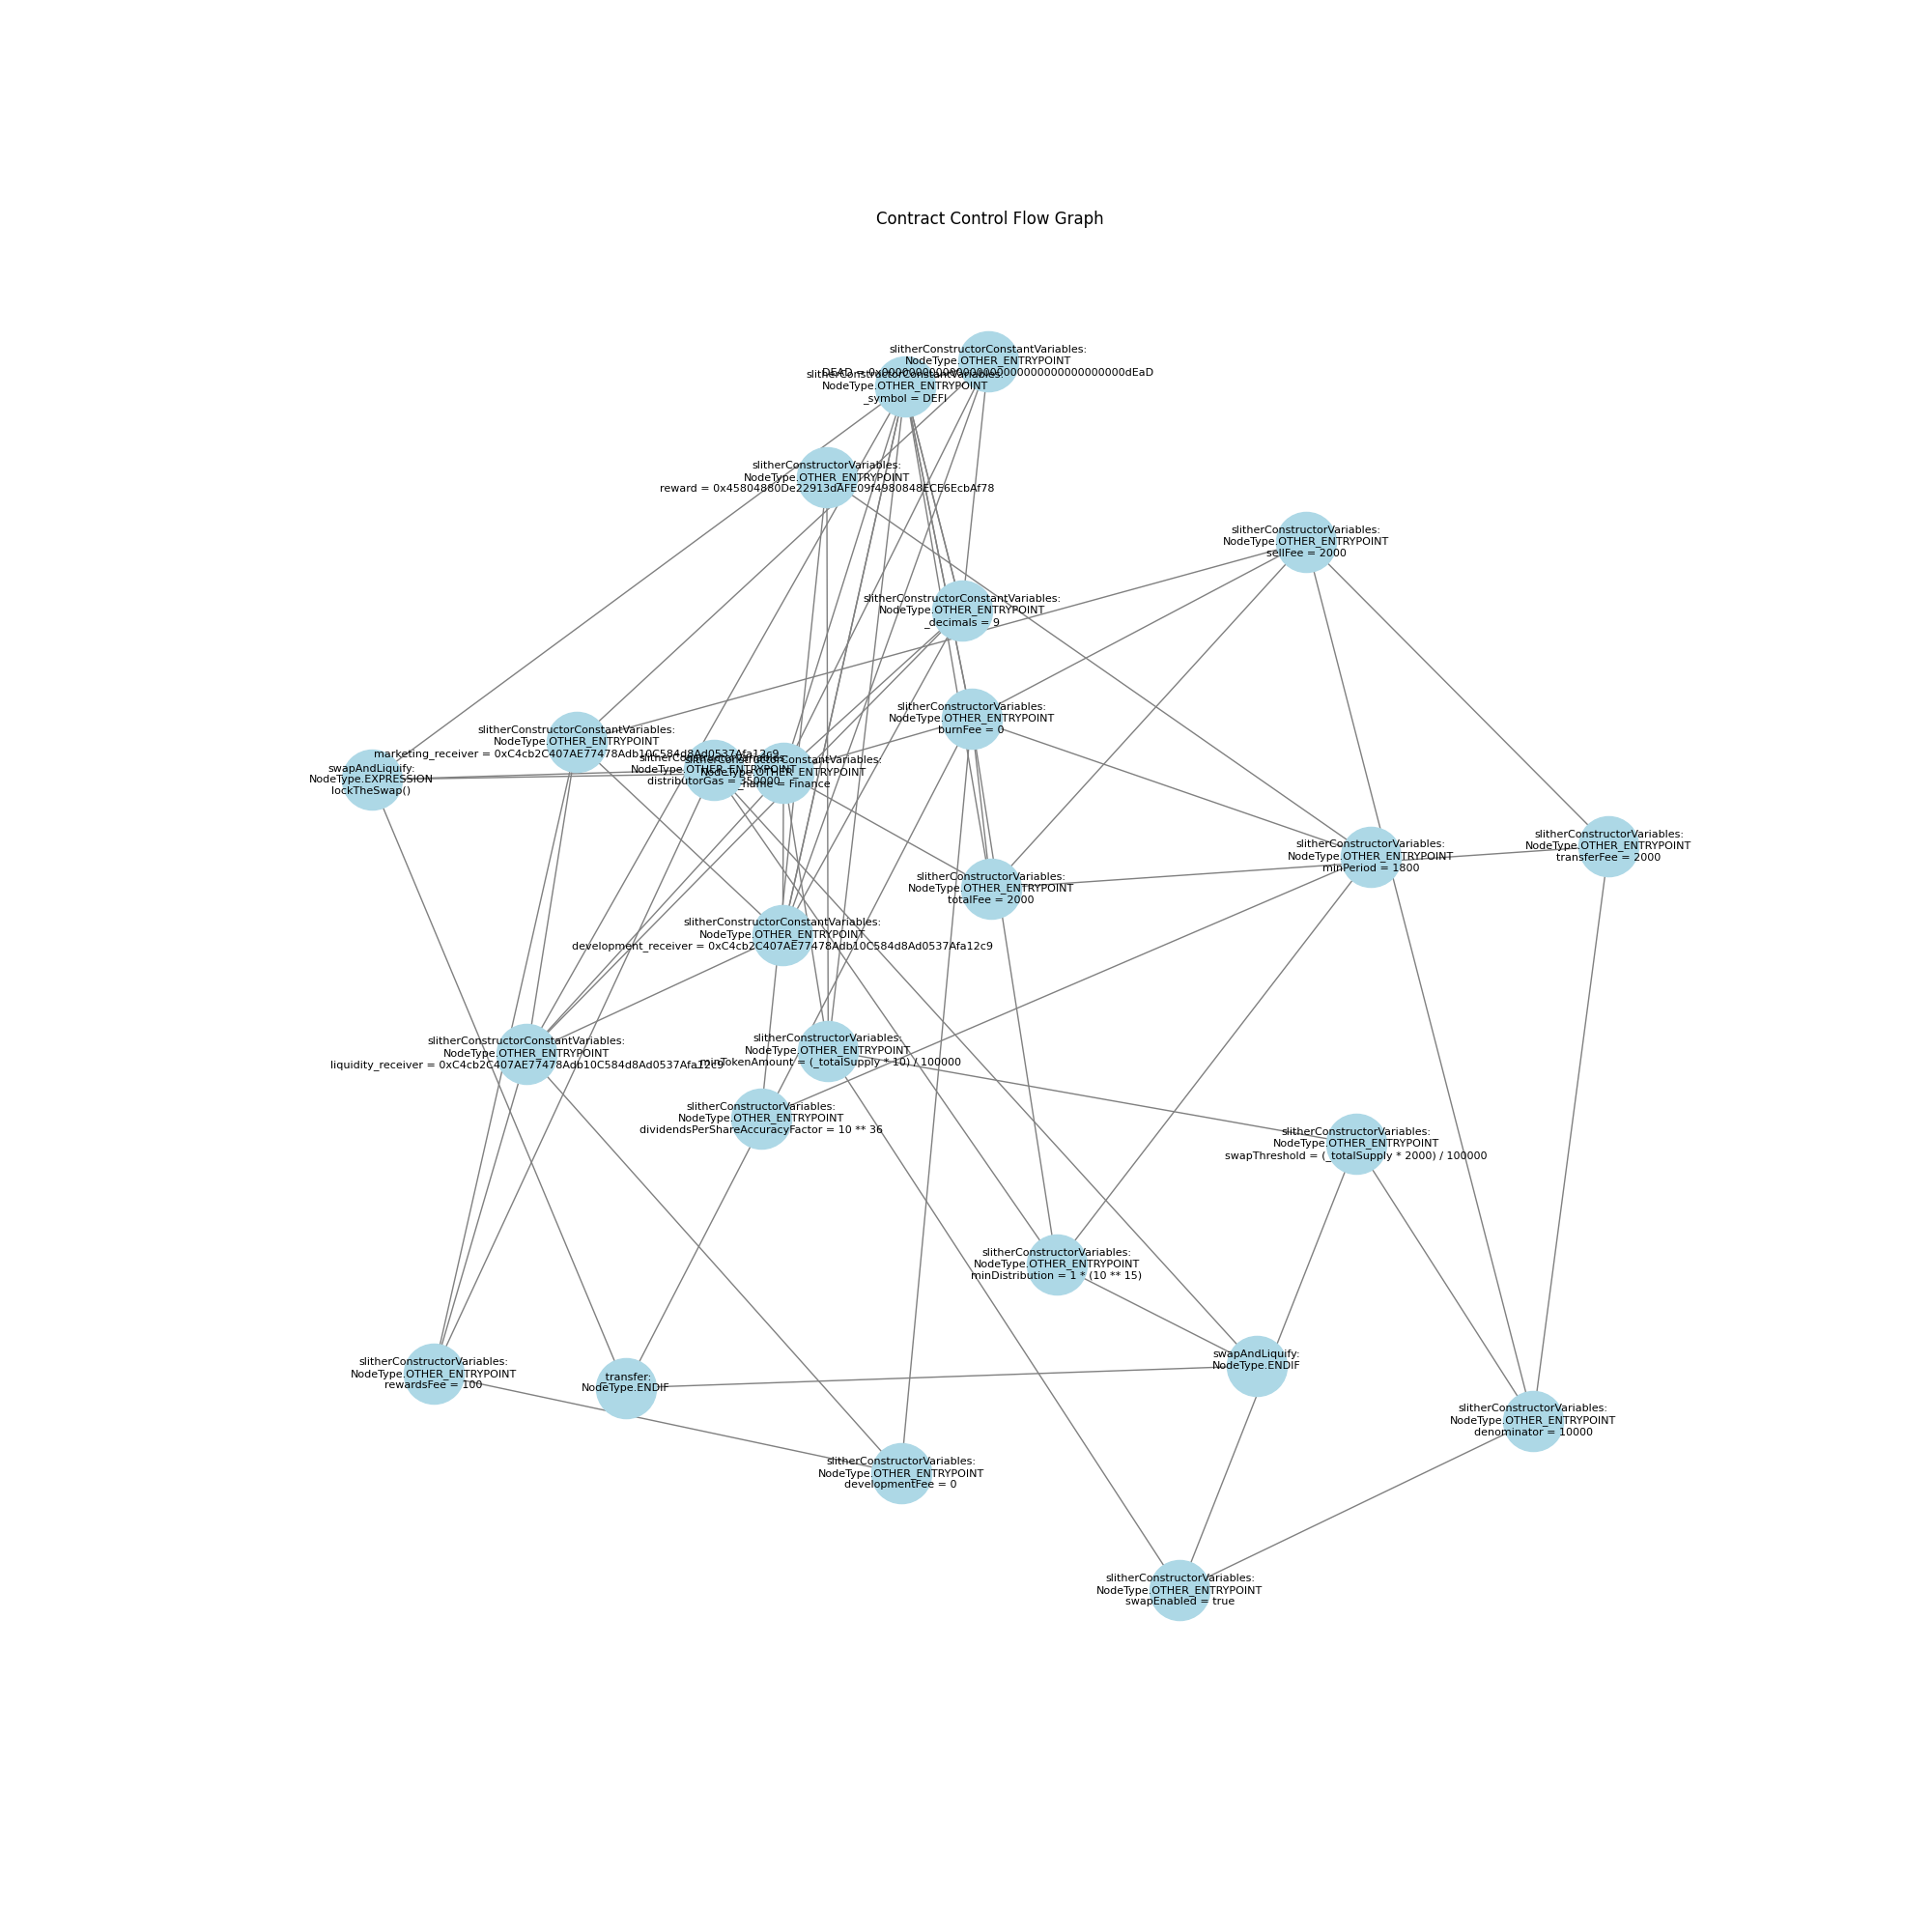 Contract Control Flow Graph
slitherConstructorConstantVariables:
NodeType.OTHER_ENTRYPOINT
DEAD = 0x000000000000000000000000000000000000dEaD
slitherConstructorConstantVariables:
NodeType.OTHER_ENTRYPOINT
_symbol = DEFI
slitherConstructorVariables:
NodeType.OTHER_ENTRYPOINT
reward = 0x45804880De22913dAFE09f4980848ECE6EcbAf78
slitherConstructorVariables:
NodeType.OTHER_ENTRYPOINT
sellFee = 2000
slitherConstructorConstantVariables:
NodeType.OTHER_ENTRYPOINT
_decimals = 9
slitherConstructorVariables:
NodeType.OTHER_ENTRYPOINT
burnFee = 0
slitherConstructorConstantVariables:
NodeType.OTHER_ENTRYPOINT
marketing_receiver = 0xC4cb2C407AE77478Adb10C584d8Ad0537Afa12c9
swapAndLiquify:
NodeType.EXPRESSION
lockTheSwap()
slitherConstructorVariables:
NodeType.OTHER_ENTRYPOINT
distributorGas = 350000
slitherConstructorConstantVariables:
NodeType.OTHER_ENTRYPOINT
_name = Finance
slitherConstructorVariables:
NodeType.OTHER_ENTRYPOINT
transferFee = 2000
slitherConstructorVariables:
NodeType.OTHER_ENTRYPOINT
minPeriod = 1800
slitherConstructorVariables:
NodeType.OTHER_ENTRYPOINT
totalFee = 2000
slitherConstructorConstantVariables:
NodeType.OTHER_ENTRYPOINT
development_receiver = 0xC4cb2C407AE77478Adb10C584d8Ad0537Afa12c9
slitherConstructorConstantVariables:
NodeType.OTHER_ENTRYPOINT
liquidity_receiver = 0xC4cb2C407AE77478Adb10C584d8Ad0537Afa12c9
slitherConstructorVariables:
NodeType.OTHER_ENTRYPOINT
_minTokenAmount = (_totalSupply * 10) / 100000
slitherConstructorVariables:
NodeType.OTHER_ENTRYPOINT
dividendsPerShareAccuracyFactor = 10 ** 36
slitherConstructorVariables:
NodeType.OTHER_ENTRYPOINT
swapThreshold = (_totalSupply * 2000) / 100000
slitherConstructorVariables:
NodeType.OTHER_ENTRYPOINT
minDistribution = 1 * (10 ** 15)
swapAndLiquify:
NodeType.ENDIF
slitherConstructorVariables:
NodeType.OTHER_ENTRYPOINT
rewardsFee = 100
_transfer:
NodeType.ENDIF
slitherConstructorVariables:
NodeType.OTHER_ENTRYPOINT
denominator = 10000
slitherConstructorVariables:
NodeType.OTHER_ENTRYPOINT
developmentFee = 0
slitherConstructorVariables:
NodeType.OTHER_ENTRYPOINT
swapEnabled = true